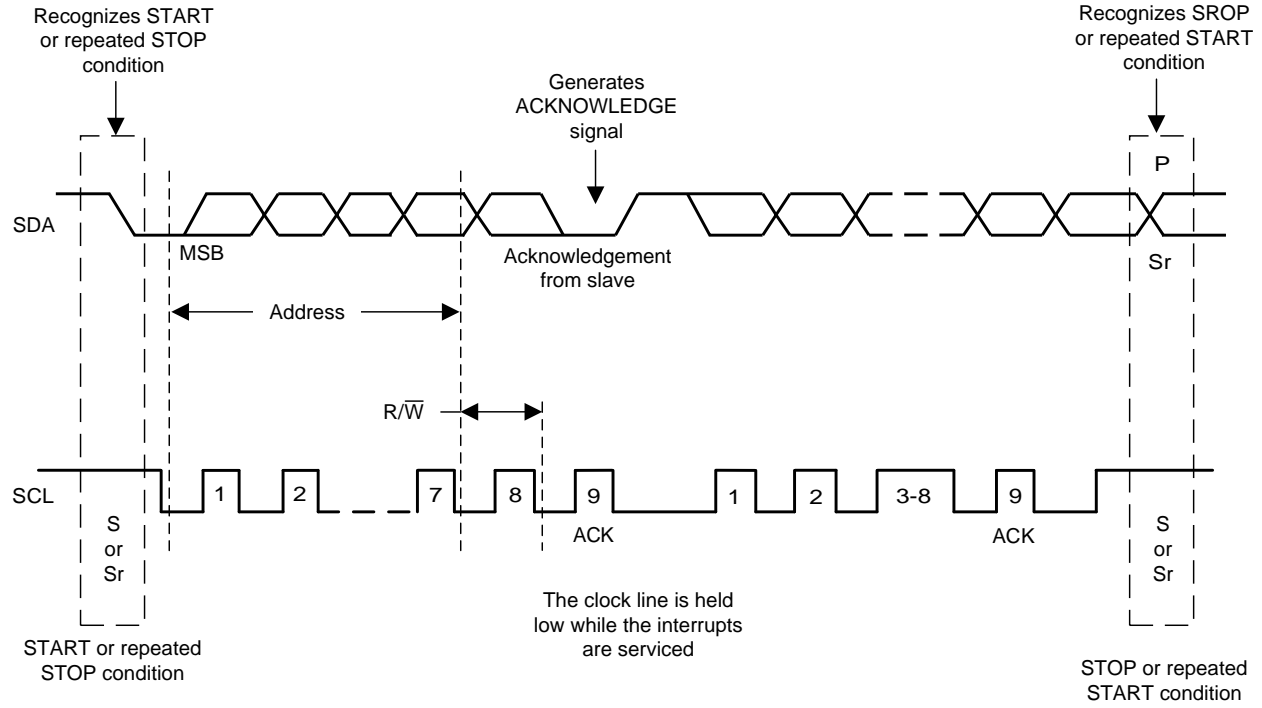 Recognizes START
or repeated STOP
condition
Recognizes SROP
or repeated START
condition
Generates
ACKNOWLEDGE
signal
P
SDA
MSB
Acknowledgement
from slave
Sr
Address
R/W̅
SCL
1
2
7
8
9
1
2
3-8
9
ACK
ACK
S
or
Sr
S
or
Sr
The clock line is held
low while the interrupts
are serviced
START or repeated
STOP condition
STOP or repeated
START condition